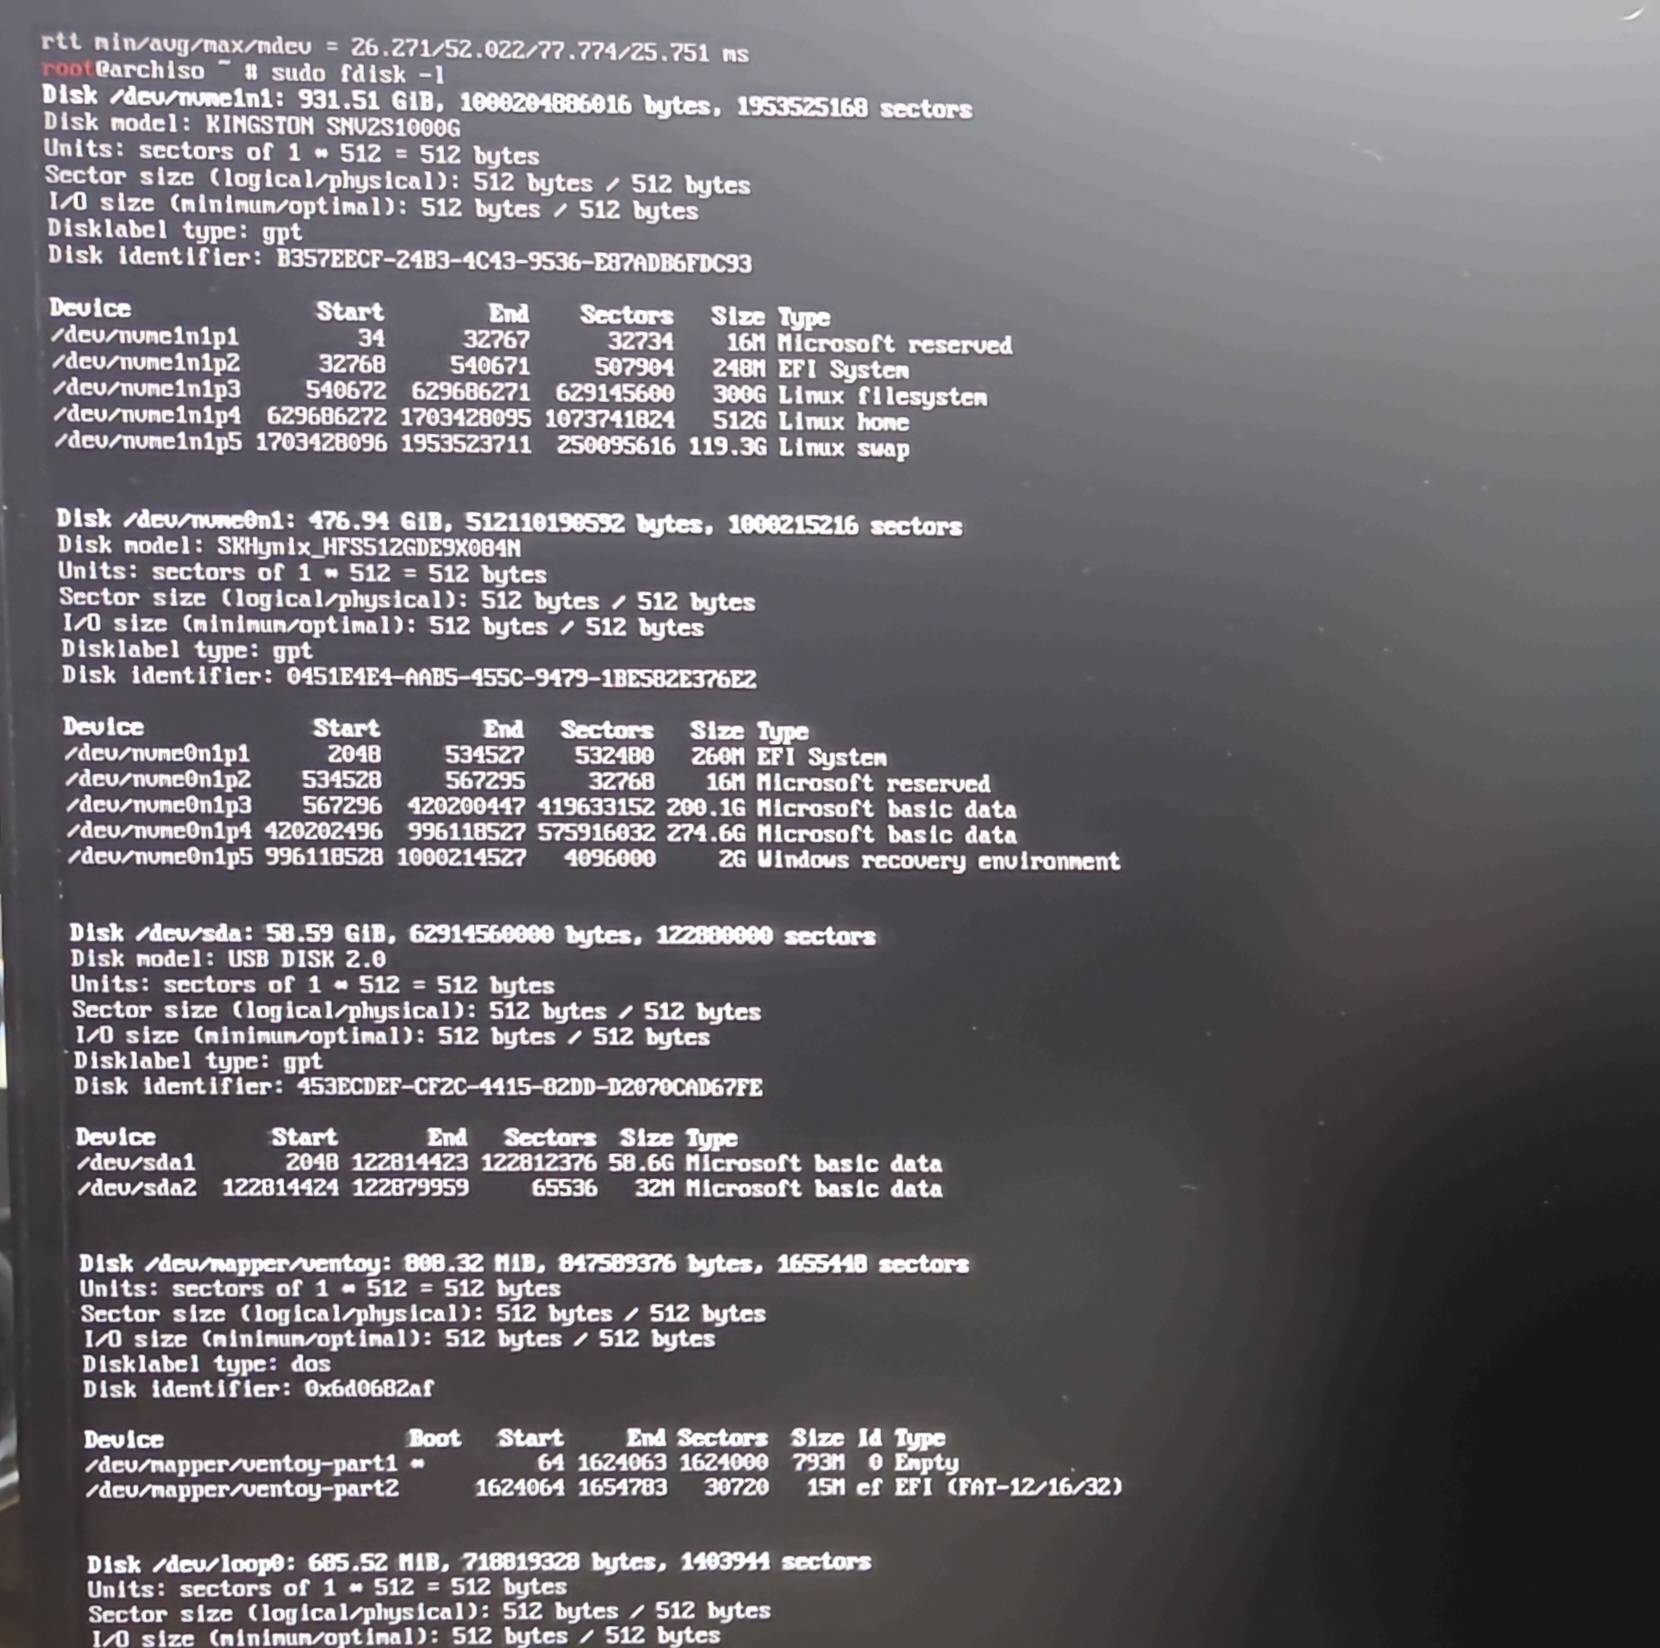 rtt min/avg/max/mdev = 26.271/52.022/77.774/25.751 ms
root@archiso ~ # sudo fdisk -l
Disk /dev/nvme1n1: 931.51 GiB, 1000204886016 bytes, 1953525168 sectors
Disk model: KINGSTON SNV2S1000G
Units: sectors of 1 * 512 = 512 bytes
Sector size (logical/physical): 512 bytes / 512 bytes
I/O size (minimum/optimal): 512 bytes / 512 bytes
Disklabel type: gpt
Disk identifier: B357EECF-24B3-4C43-9536-E87ADB6FDC93
Device Start End Sectors Size Type
/dev/nvme1n1p1 34 32767 32734 16M Microsoft reserved
/dev/nvme1n1p2 32768 540671 507904 248M EFI System
/dev/nvme1n1p3 540672 629686271 629145600 300G Linux filesystem
/dev/nvme1n1p4 629686272 1703428095 1073741824 512G Linux home
/dev/nvme1n1p5 1703428096 1953523711 250095616 119.3G Linux swap
Disk /dev/nvme0n1: 476.94 GiB, 512110190592 bytes, 1000215216 sectors
Disk model: SKHynix_HFS512GDE9X084N
Units: sectors of 1 * 512 = 512 bytes
Sector size (logical/physical): 512 bytes / 512 bytes
I/O size (minimum/optimal): 512 bytes / 512 bytes
Disklabel type: gpt
Disk identifier: 0451E4E4-AAB5-455C-9479-1BE582E376E2
Device Start End Sectors Size Type
/dev/nvme0n1p1 2048 534527 532480 260M EFI System
/dev/nvme0n1p2 534528 567295 32768 16M Microsoft reserved
/dev/nvme0n1p3 567296 420200447 419633152 200.1G Microsoft basic data
/dev/nvme0n1p4 420202496 996118527 575916032 274.6G Microsoft basic data
/dev/nvme0n1p5 996118528 1000214527 4096000 2G Windows recovery environment
Disk /dev/sda: 58.59 GiB, 62914560000 bytes, 122880000 sectors
Disk model: USB DISK 2.0
Units: sectors of 1 * 512 = 512 bytes
Sector size (logical/physical): 512 bytes / 512 bytes
I/O size (minimum/optimal): 512 bytes / 512 bytes
Disklabel type: gpt
Disk identifier: 453ECDEF-CF2C-4415-82DD-D2070CAD67FE
Device Start End Sectors Size Type
/dev/sda1 2048 122814423 122812376 58.6G Microsoft basic data
/dev/sda2 122814424 122879959 65536 32M Microsoft basic data
Disk /dev/mapper/ventoy: 808.32 MiB, 847589376 bytes, 1655448 sectors
Units: sectors of 1 * 512 = 512 bytes
Sector size (logical/physical): 512 bytes / 512 bytes
I/O size (minimum/optimal): 512 bytes / 512 bytes
Disklabel type: dos
Disk identifier: 0x6d0682af
Device Boot Start End Sectors Size Id Type
/dev/mapper/ventoy-part1 * 64 1624063 1624000 793M 0 Empty
/dev/mapper/ventoy-part2 1624064 1654783 30720 15M ef EFI (FAT-12/16/32)
Disk /dev/loop0: 685.52 MiB, 718819328 bytes, 1403944 sectors
Units: sectors of 1 * 512 = 512 bytes
Sector size (logical/physical): 512 bytes / 512 bytes
I/O size (minimum/optimal): 512 bytes / 512 bytes